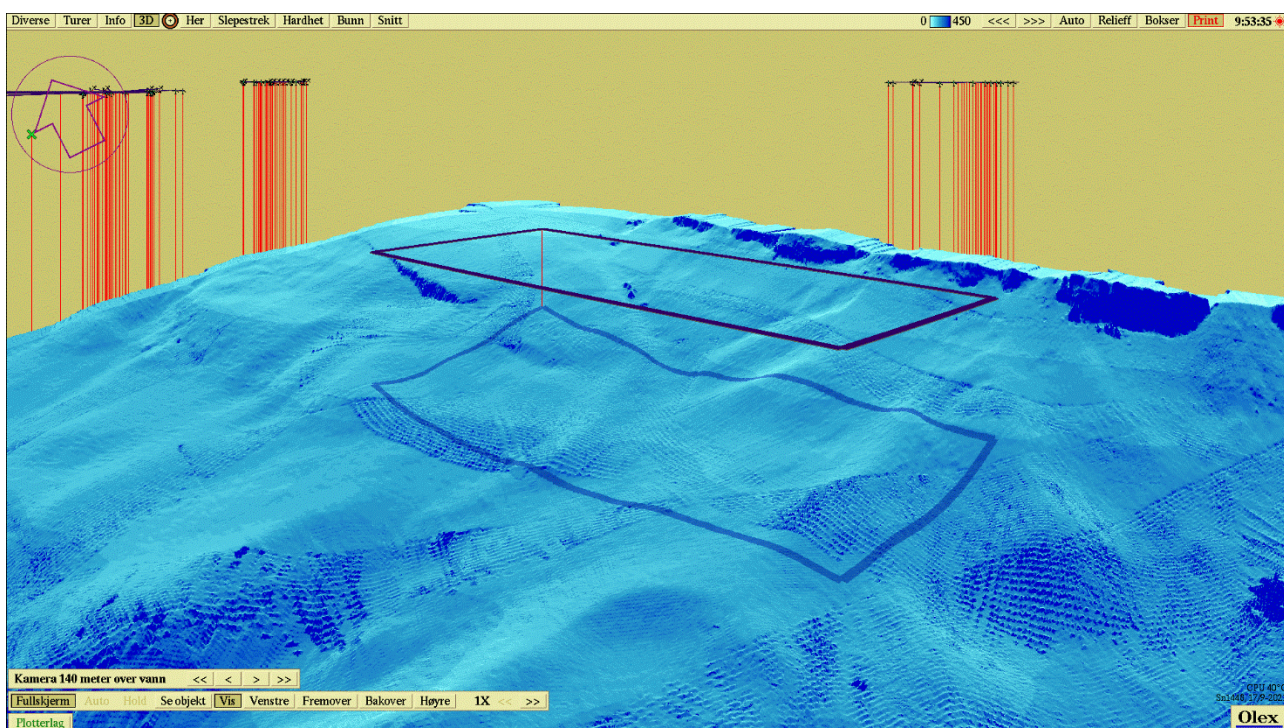 Diverse Turer Info 3D Her Slepestrek Hardhet Bunn Snitt 0 450 <<< >>> Auto Relieff Bokser Print 9:53:35
Kamera 140 meter over vann << < > >>
Fullskjerm Auto Hold Se objekt Vis Venstre Fremover Bakover Høyre 1X << >>
Plotterlag
Olex